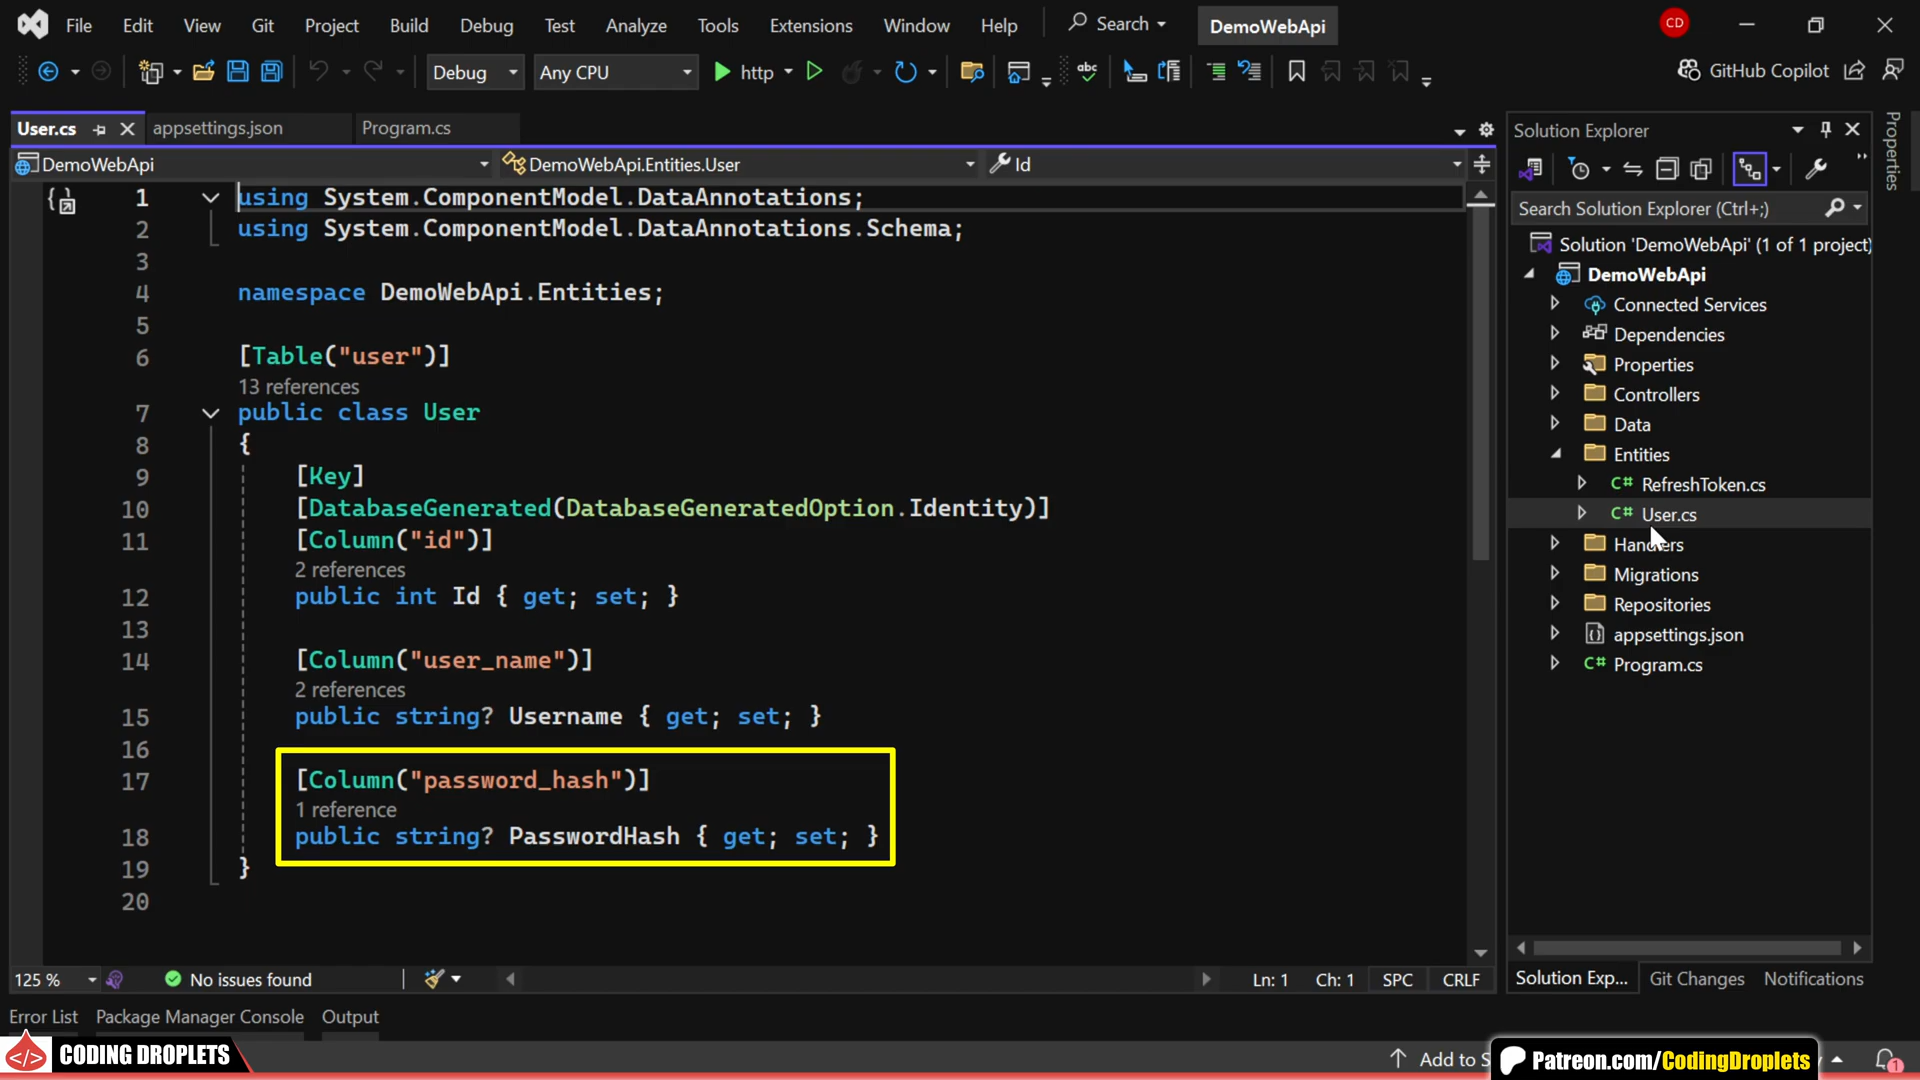 File Edit View Git Project Build Debug Test Analyze Tools Extensions Window Help Search DemoWebApi CD
Debug Any CPU http abc GitHub Copilot
User.cs appsettings.json Program.cs
DemoWebApi DemoWebApi.Entities.User Id
1 using System.ComponentModel.DataAnnotations;
2 using System.ComponentModel.DataAnnotations.Schema;
3
4 namespace DemoWebApi.Entities;
5
6 [Table("user")]
13 references
7 public class User
8 {
9 [Key]
10 [DatabaseGenerated(DatabaseGeneratedOption.Identity)]
11 [Column("id")]
2 references
12 public int Id { get; set; }
13
14 [Column("user_name")]
2 references
15 public string? Username { get; set; }
16
17 [Column("password_hash")]
1 reference
18 public string? PasswordHash { get; set; }
19 }
20
125 % No issues found Ln: 1 Ch: 1 SPC CRLF
Solution Explorer
Search Solution Explorer (Ctrl+;)
Solution 'DemoWebApi' (1 of 1 project)
DemoWebApi
Connected Services
Dependencies
Properties
Controllers
Data
Entities
C# RefreshToken.cs
C# User.cs
Handlers
Migrations
Repositories
appsettings.json
C# Program.cs
Solution Exp... Git Changes Notifications
Properties
Error List Package Manager Console Output
CODING DROPLETS
Add to S
Patreon.com/CodingDroplets
1